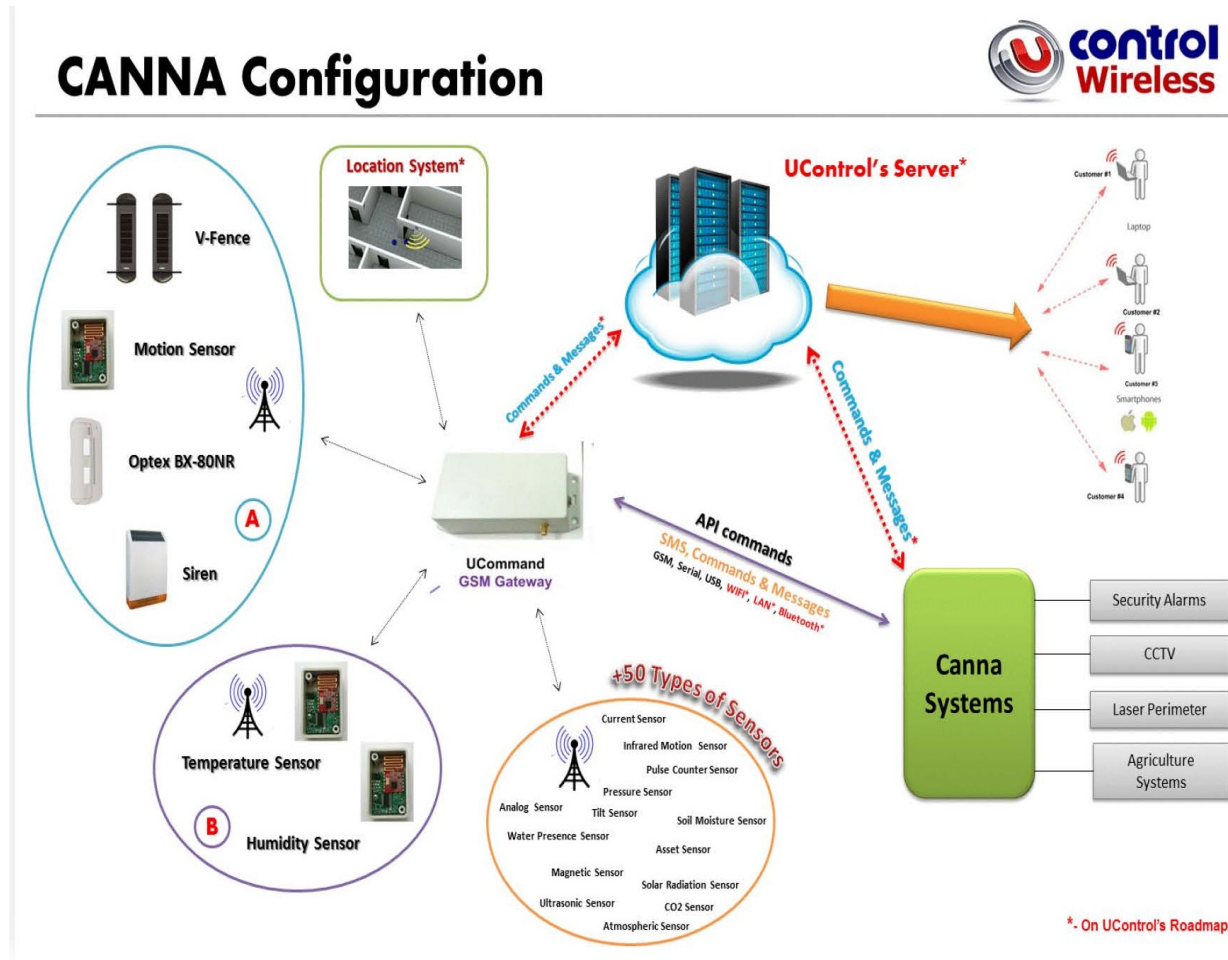 CANNA Configuration
control
Wireless
V-Fence
Motion Sensor
Optex BX-80NR
A
Siren
Location System*
UControl's Server*
Commands & Messages*
Commands & Messages*
Customer #1
Laptop
Customer #2
Customer #3
Smartphones
Customer #4
UCommand
GSM Gateway
API commands
SMS, Commands & Messages
GSM, Serial, USB, WIFI*, LAN*, Bluetooth*
Canna
Systems
Security Alarms
CCTV
Laser Perimeter
Agriculture
Systems
Temperature Sensor
B
Humidity Sensor
+50 Types of Sensors
Current Sensor
Infrared Motion Sensor
Pulse Counter Sensor
Pressure Sensor
Analog Sensor
Tilt Sensor
Soil Moisture Sensor
Water Presence Sensor
Asset Sensor
Magnetic Sensor
Solar Radiation Sensor
Ultrasonic Sensor
CO2 Sensor
Atmospheric Sensor
*- On UControl's Roadmap